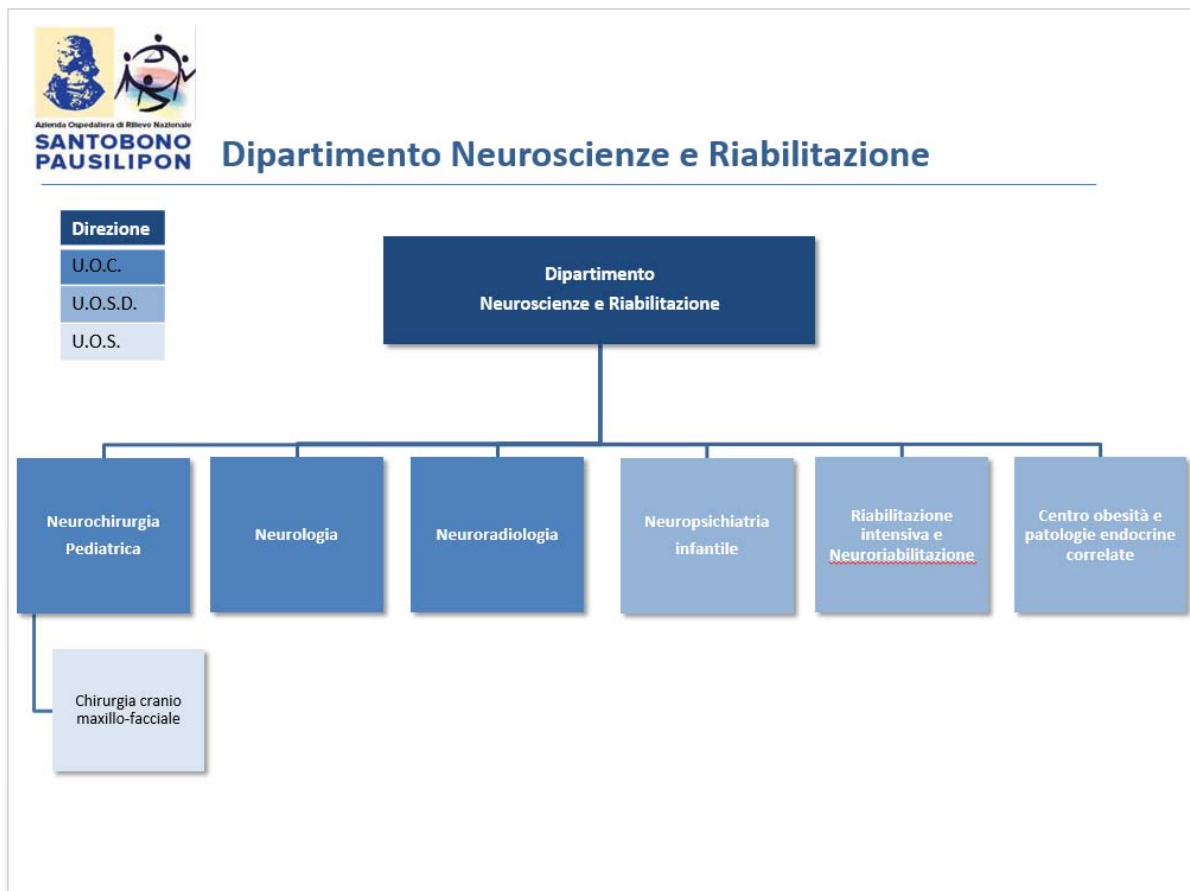 Azienda Ospedaliera di Rilievo Nazionale
SANTOBONO
PAUSILIPON
Dipartimento Neuroscienze e Riabilitazione
Direzione
U.O.C.
U.O.S.D.
U.O.S.
Dipartimento
Neuroscienze e Riabilitazione
Neurochirurgia
Pediatrica
Neurologia
Neuroradiologia
Neuropsichiatria
infantile
Riabilitazione
intensiva e
Neuroriabilitazione
Centro obesità e
patologie endocrine
correlate
Chirurgia cranio
maxillo-facciale